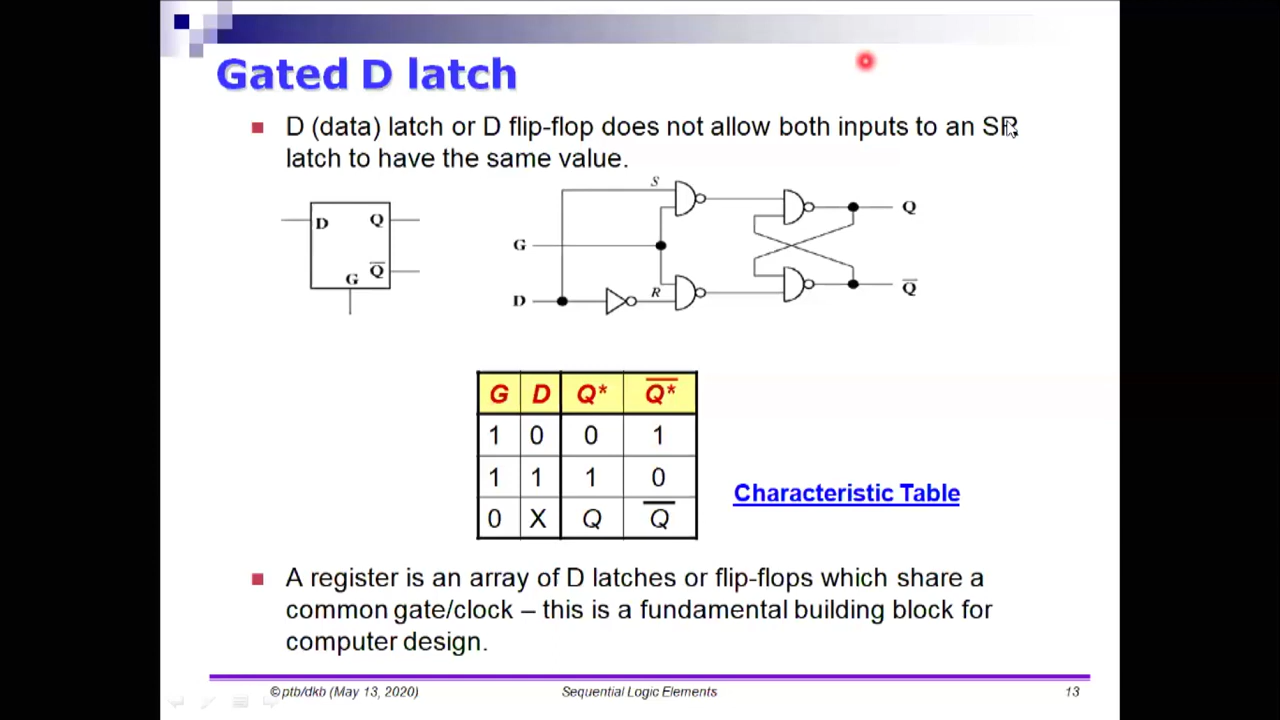 Gated D latch
D (data) latch or D flip-flop does not allow both inputs to an SR
latch to have the same value.
D Q
G Q̅
S
G
D
R
Q
Q̅
G D Q* Q̅*
1 0 0 1
1 1 1 0
0 X Q Q̅
Characteristic Table
A register is an array of D latches or flip-flops which share a
common gate/clock – this is a fundamental building block for
computer design.
©ptb/dkb (May 13, 2020) Sequential Logic Elements 13